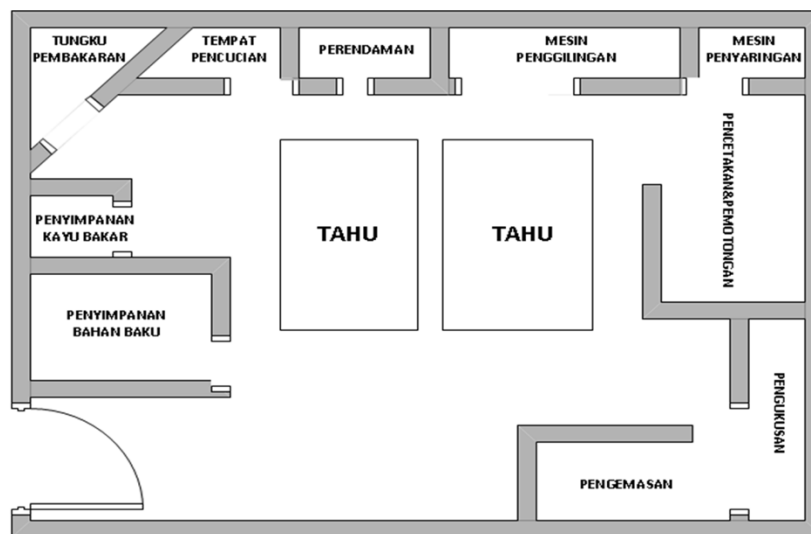 TUNGKU
PEMBAKARAN
TEMPAT
PENCUCIAN
PERENDAMAN
MESIN
PENGGILINGAN
MESIN
PENYARINGAN
PENCETAKAN&PEMOTONGAN
PENYIMPANAN
KAYU BAKAR
TAHU
TAHU
PENYIMPANAN
BAHAN BAKU
PENGUKUSAN
PENGEMASAN